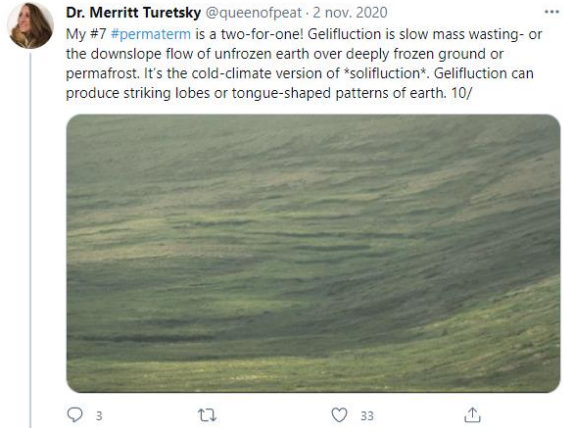 Dr. Merritt Turetsky @queenofpeat · 2 nov. 2020
My #7 #permaterm is a two-for-one! Gelifluction is slow mass wasting- or
the downslope flow of unfrozen earth over deeply frozen ground or
permafrost. It's the cold-climate version of *solifluction*. Gelifluction can
produce striking lobes or tongue-shaped patterns of earth. 10/
3 33